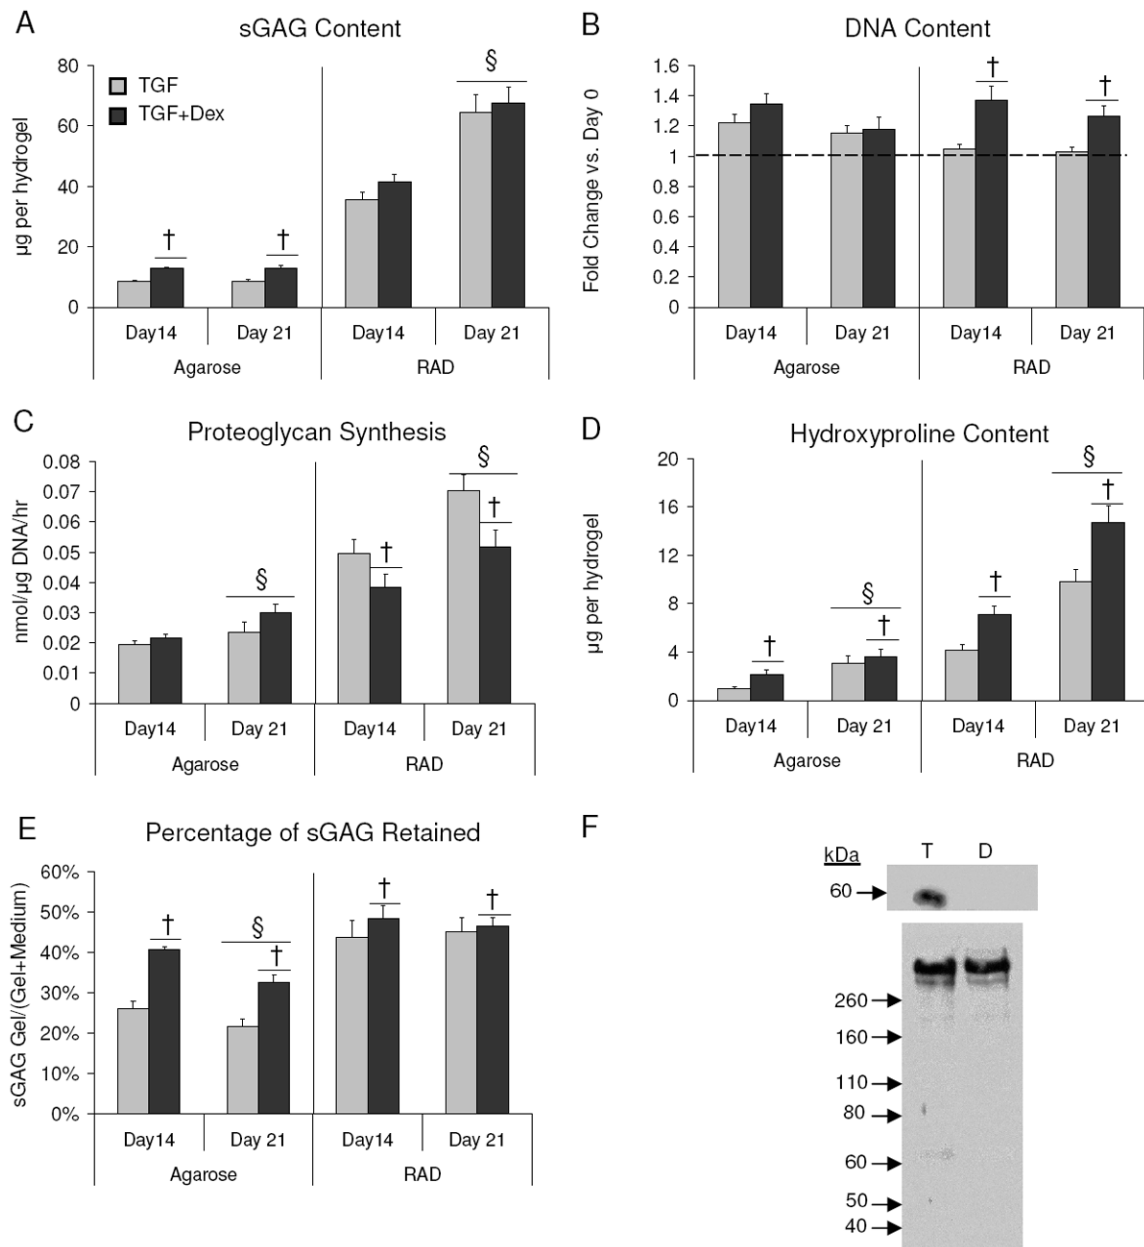 A
sGAG Content
µg per hydrogel
80
60
40
20
0
TGF
TGF+Dex
§
† †
Day14 Day 21 Day14 Day 21
Agarose RAD
B
DNA Content
Fold Change vs. Day 0
1.6
1.4
1.2
1
0.8
0.6
0.4
0.2
0
† †
Day14 Day 21 Day14 Day 21
Agarose RAD
C
Proteoglycan Synthesis
nmol/µg DNA/hr
0.08
0.07
0.06
0.05
0.04
0.03
0.02
0.01
0
§ † § †
Day14 Day 21 Day14 Day 21
Agarose RAD
D
Hydroxyproline Content
µg per hydrogel
20
16
12
8
4
0
† § † † § †
Day14 Day 21 Day14 Day 21
Agarose RAD
E
Percentage of sGAG Retained
sGAG Gel/(Gel+Medium)
60%
50%
40%
30%
20%
10%
0%
† § † † †
Day14 Day 21 Day14 Day 21
Agarose RAD
F
kDa T D
60
260
160
110
80
60
50
40